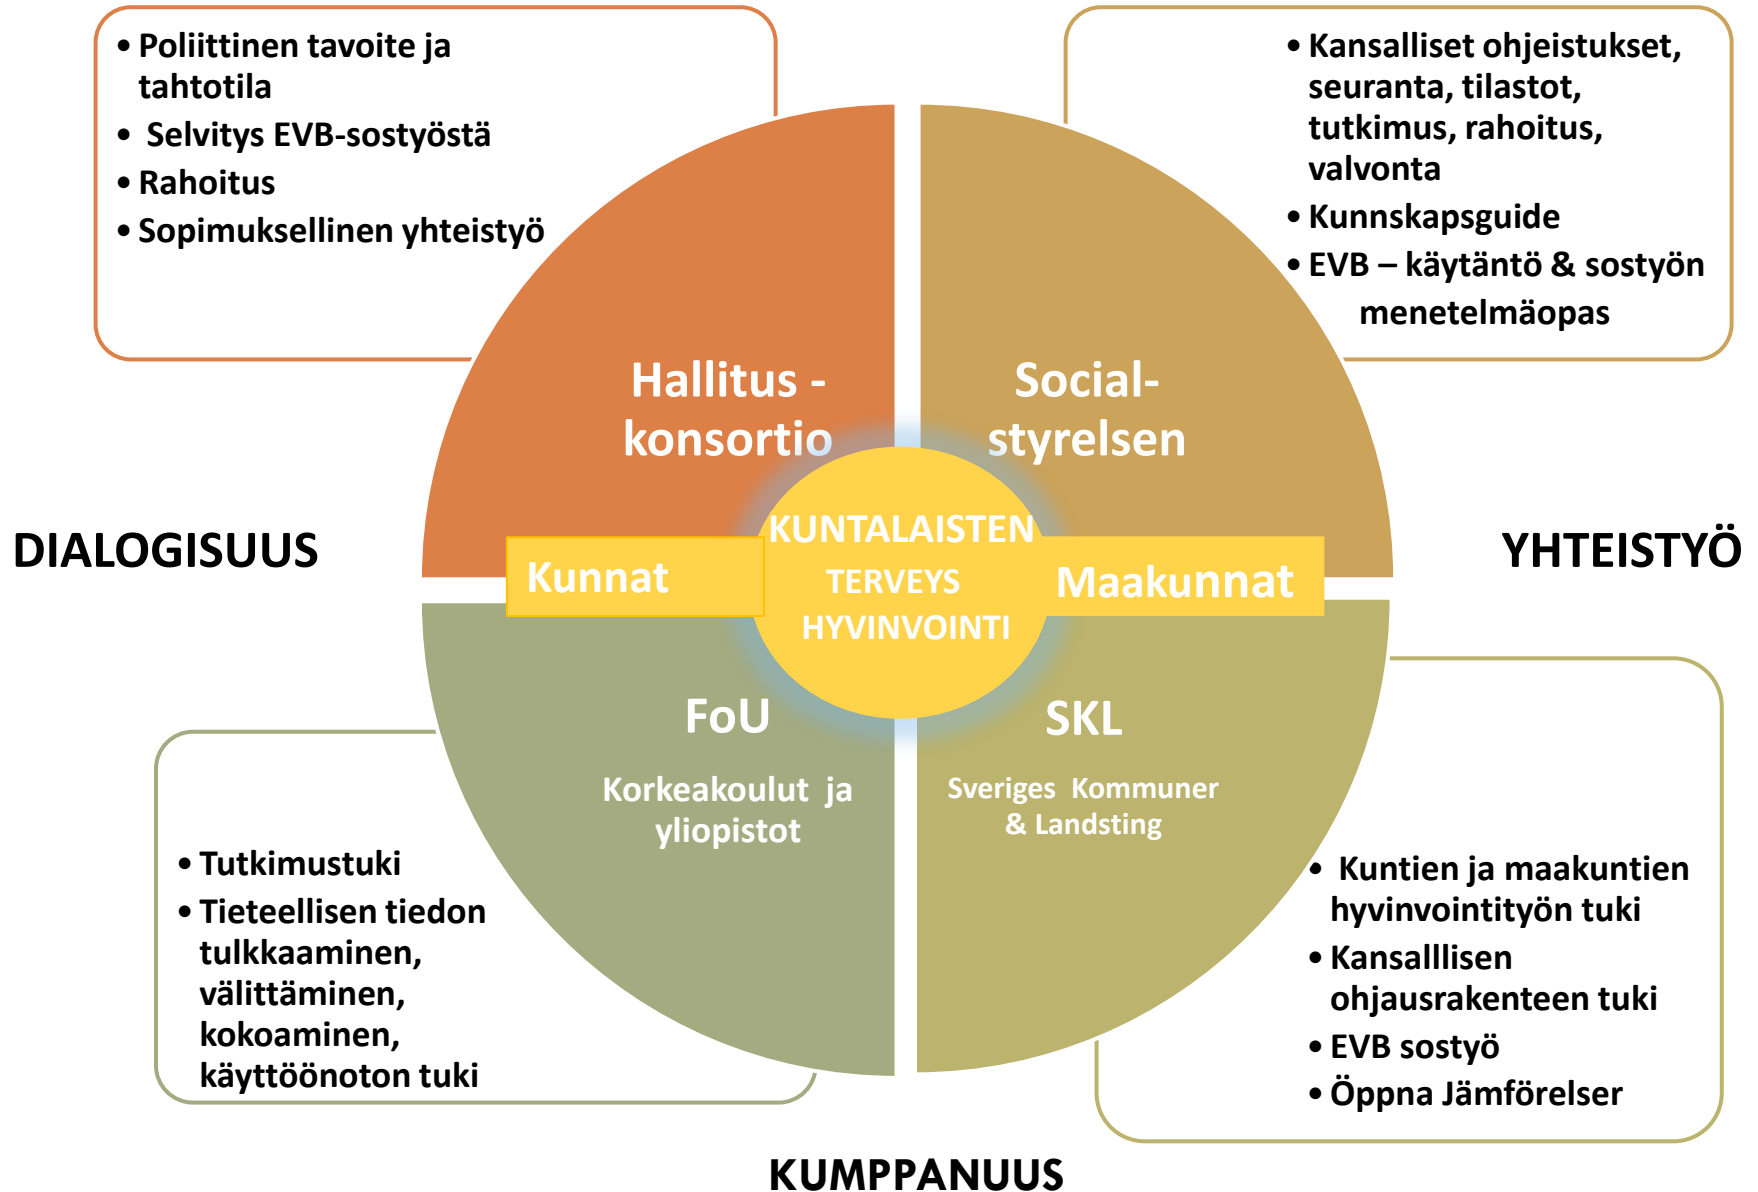 • Poliittinen tavoite ja
tahtotila
• Selvitys EVB-sostyöstä
• Rahoitus
• Sopimuksellinen yhteistyö
• Kansalliset ohjeistukset,
seuranta, tilastot,
tutkimus, rahoitus,
valvonta
• Kunnskapsguide
• EVB – käytäntö & sostyön
menetelmäopas
Hallitus -
konsortio
Social-
styrelsen
DIALOGISUUS
YHTEISTYÖ
Kunnat
KUNTALAISTEN
TERVEYS
HYVINVOINTI
Maakunnat
FoU
Korkeakoulut ja
yliopistot
SKL
Sveriges Kommuner
& Landsting
• Tutkimustuki
• Tieteellisen tiedon
tulkkaaminen,
välittäminen,
kokoaminen,
käyttöönoton tuki
• Kuntien ja maakuntien
hyvinvointityön tuki
• Kansalllisen
ohjausrakenteen tuki
• EVB sostyö
• Öppna Jämförelser
KUMPPANUUS